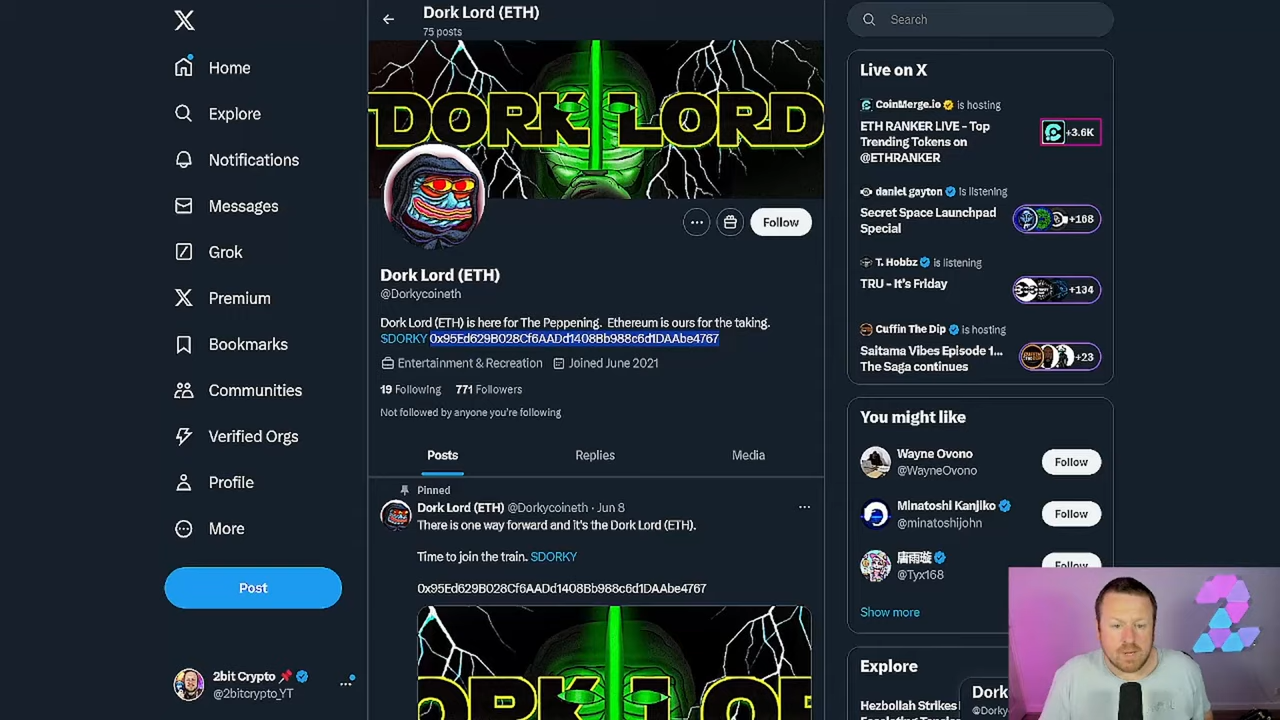 Home
Explore
Notifications
Messages
Grok
Premium
Bookmarks
Communities
Verified Orgs
Profile
More
Post
2bit Crypto
@2bitcrypto_YT
Dork Lord (ETH)
75 posts
DORK LORD
Follow
Dork Lord (ETH)
@Dorkycoineth
Dork Lord (ETH) is here for The Peppening. Ethereum is ours for the taking.
$DORKY 0x95Ed629B028Cf6AADd1408Bb988c6d1DAAbe4767
Entertainment & Recreation Joined June 2021
19 Following 771 Followers
Not followed by anyone you're following
Posts Replies Media
Pinned
Dork Lord (ETH) @Dorkycoineth · Jun 8
There is one way forward and it's the Dork Lord (ETH).
Time to join the train. $DORKY
0x95Ed629B028Cf6AADd1408Bb988c6d1DAAbe4767
Search
Live on X
CoinMerge.io is hosting
ETH RANKER LIVE - Top
Trending Tokens on
@ETHRANKER
+3.6K
daniel gayton is listening
Secret Space Launchpad
Special
+168
T. Hobbz is listening
TRU - It's Friday
+134
Cuffin The Dip is hosting
Saitama Vibes Episode 1...
The Saga continues
+23
You might like
Wayne Ovono
@WayneOvono
Follow
Minatoshi Kanjiko
@minatoshijohn
Follow
唐雨璇
@Tyx168
Follow
Show more
Explore
Hezbollah Strikes
Dork
@Dorky